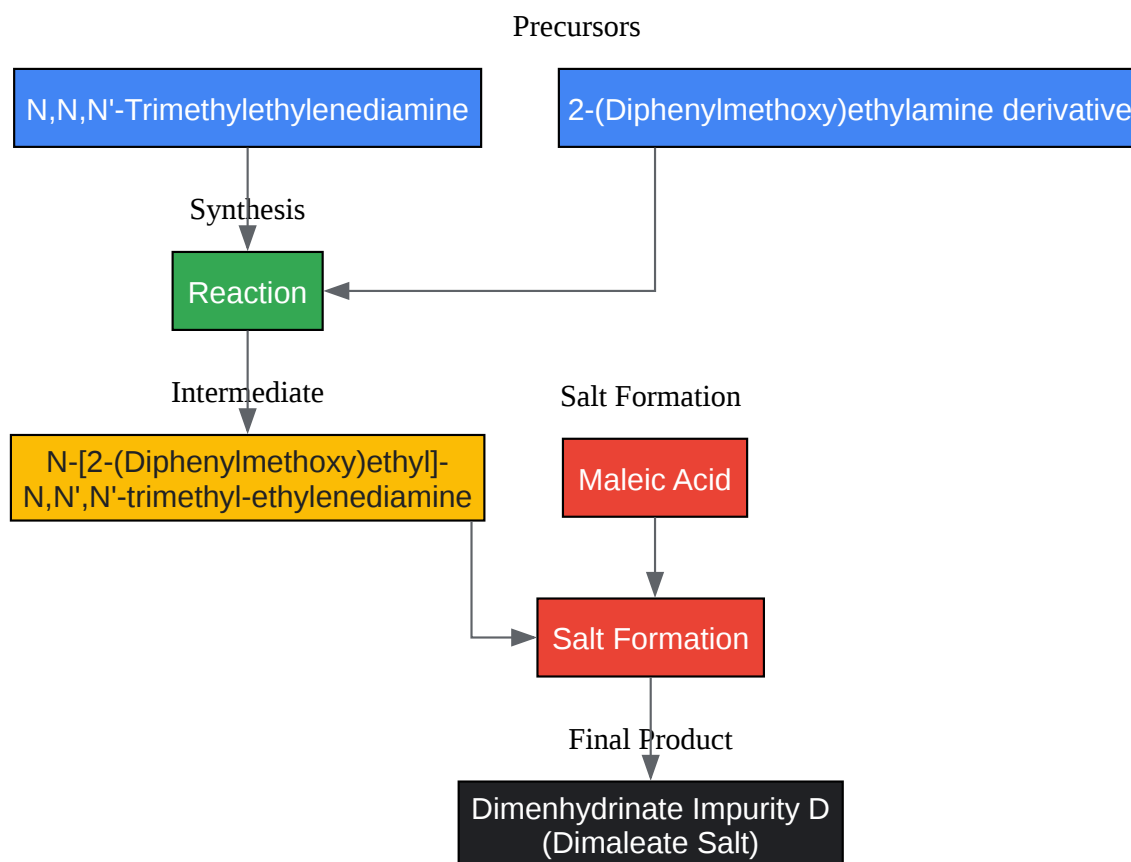 Precursors
N,N,N'-Trimethylethylenediamine
2-(Diphenylmethoxy)ethylamine derivative
Synthesis
Reaction
Intermediate
Salt Formation
N-[2-(Diphenylmethoxy)ethyl]-
N,N',N'-trimethyl-ethylenediamine
Maleic Acid
Salt Formation
Final Product
Dimenhydrinate Impurity D
(Dimaleate Salt)